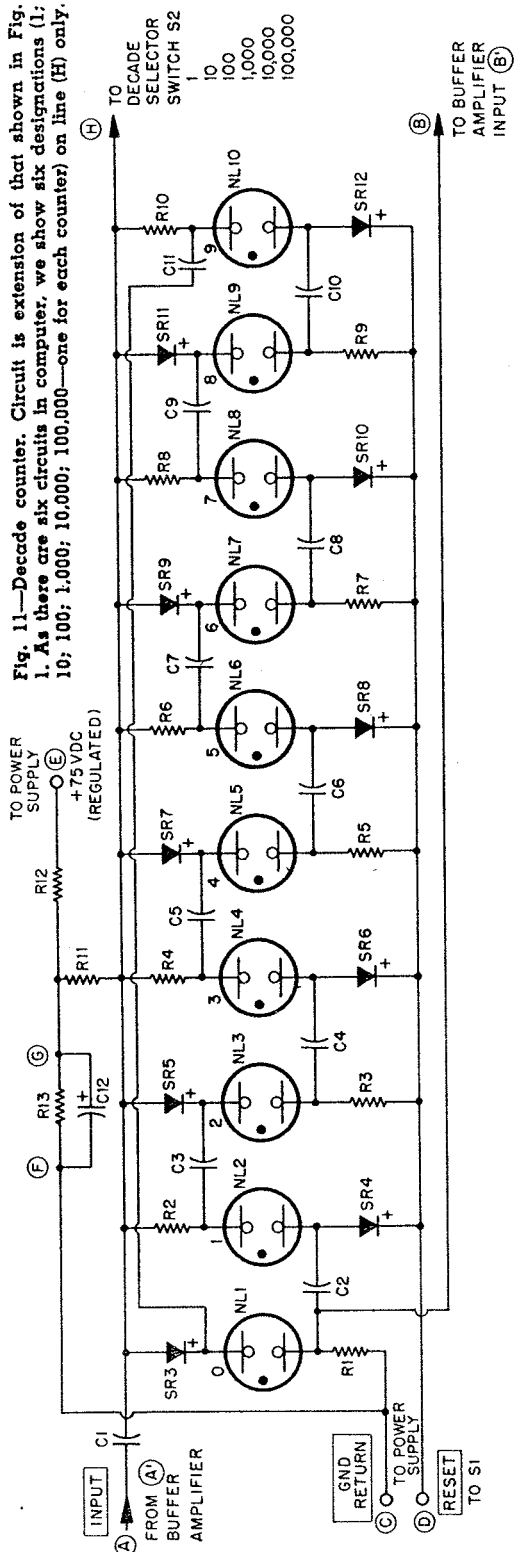 Fig. 11—Decade counter. Circuit is extension of that shown in Fig.
1. As there are six circuits in computer, we show six designations (1;
10; 100; 1,000; 10,000; 100,000—one for each counter) on line (H) only.
TO POWER
SUPPLY
E
+75 VDC
(REGULATED)
R12
R11
G
R13
C12
F
H
TO
DECADE
SELECTOR
SWITCH S2
1
10
100
1,000
10,000
100,000
INPUT
A
FROM A'
BUFFER
AMPLIFIER
C1
SR3
R2
SR5
R4
SR7
R6
SR9
R8
SR11
R10
C3
C5
C7
C9
C11
0
1
2
3
4
5
6
7
8
9
NL1
NL2
NL3
NL4
NL5
NL6
NL7
NL8
NL9
NL10
C2
C4
C6
C8
C10
R1
SR4
R3
SR6
R5
SR8
R7
SR10
R9
SR12
GND
RETURN
C
TO POWER
SUPPLY
D
RESET
TO S1
B
TO BUFFER
AMPLIFIER
INPUT B'